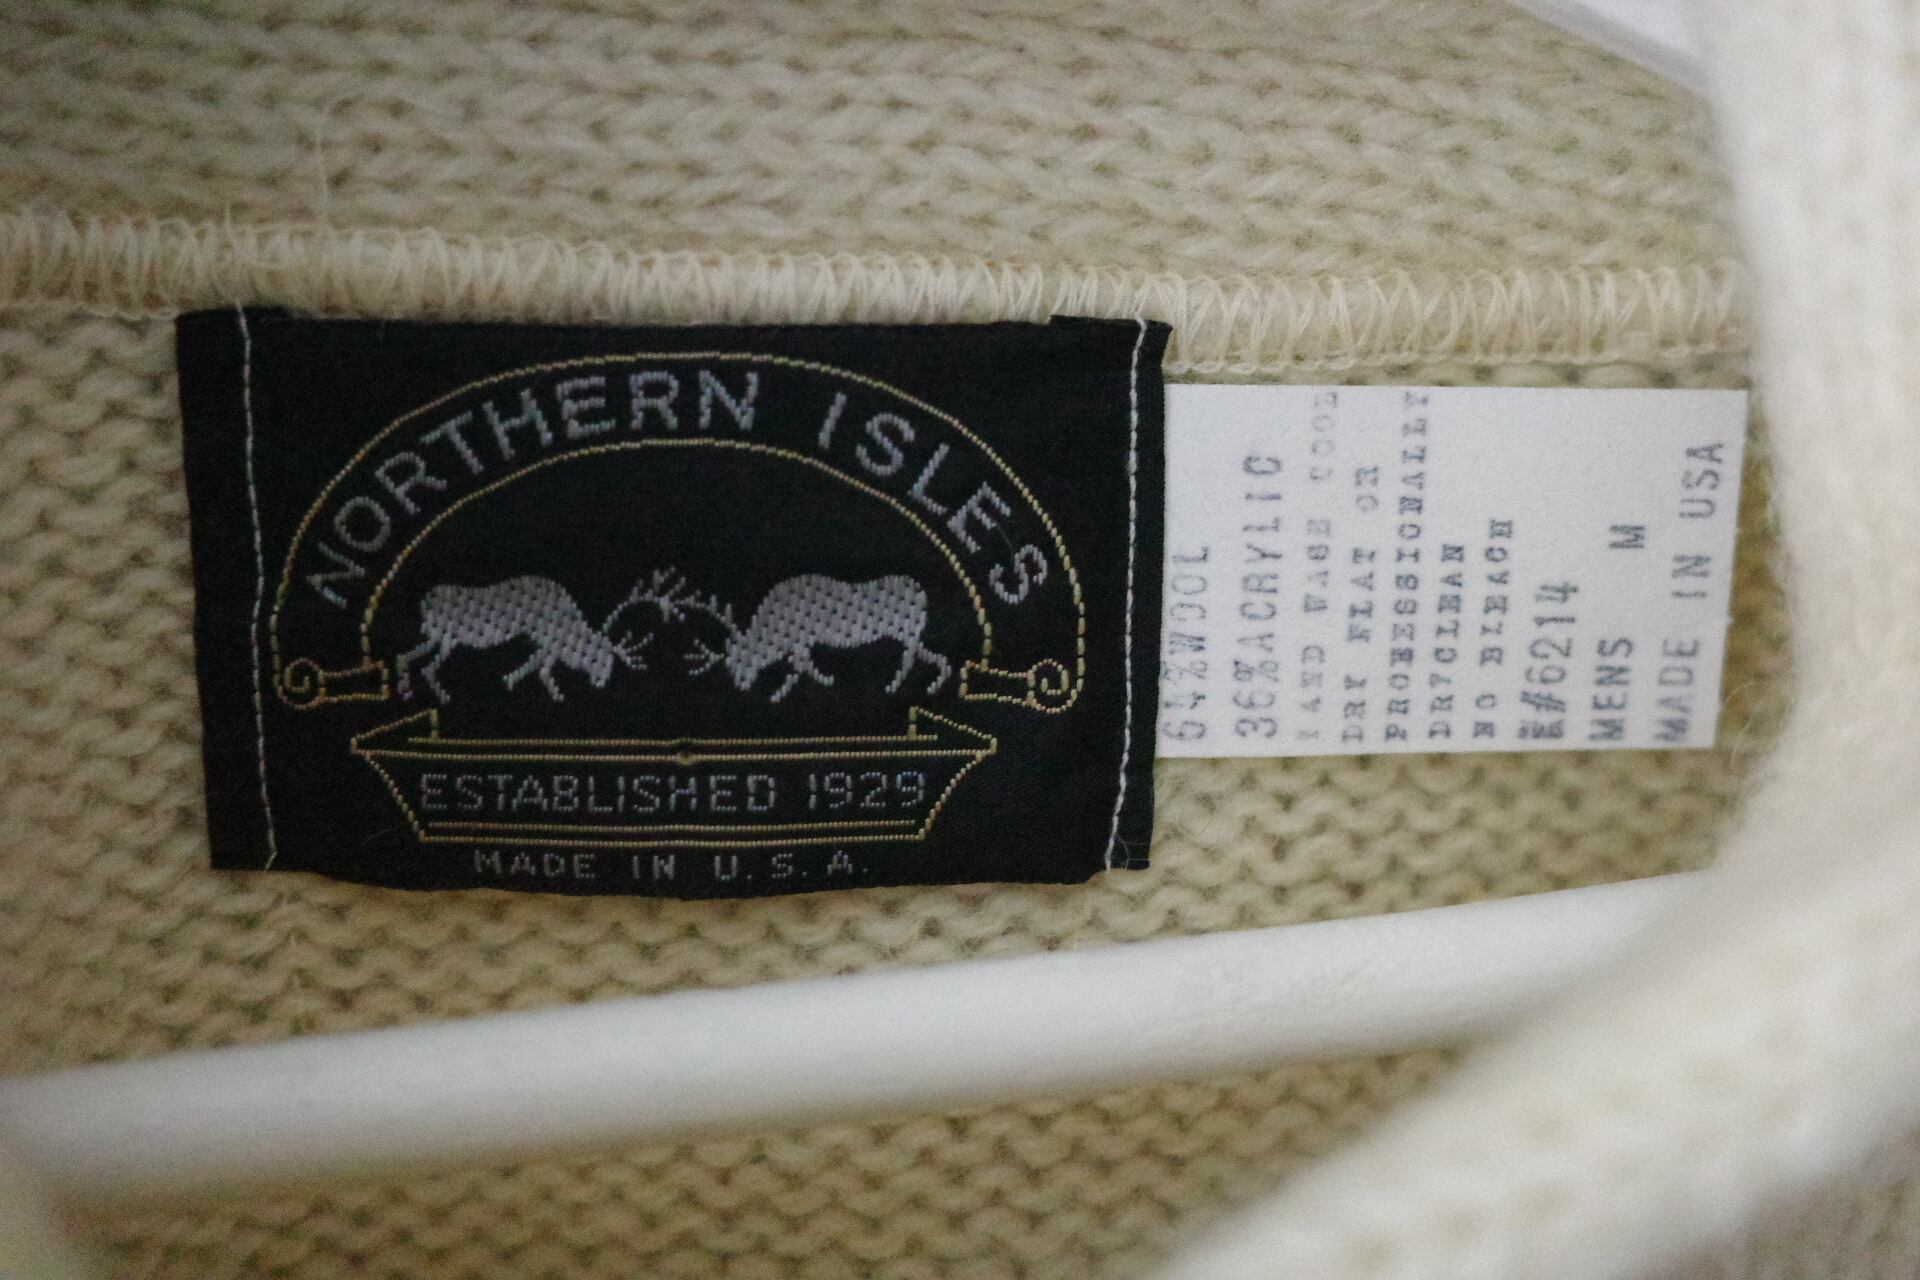 NORTHERN ISLES
ESTABLISHED 1929
MADE IN U.S.A.
64%WOOL
36%ACRYLIC
HAND WASH COOL
DRY FLAT OR
PROFESSIONALLY
DRYCLEAN
NO BLEACH
#6214
MENS M
MADE IN USA